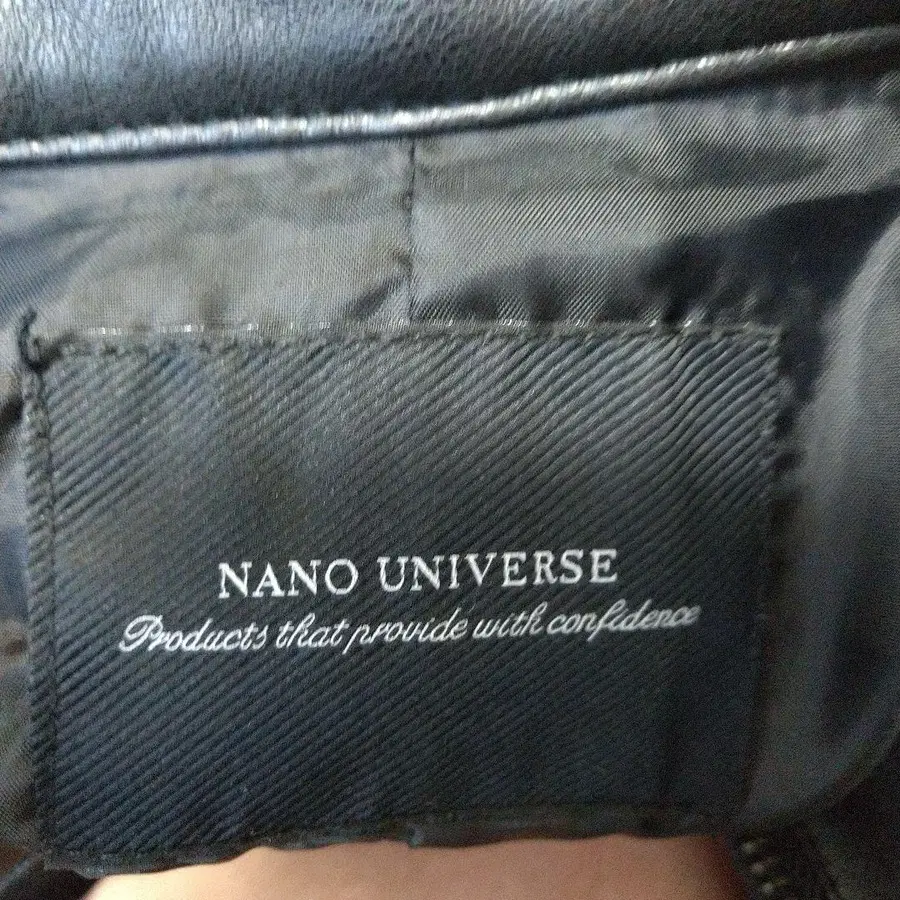 NANO UNIVERSE
Products that provide with confidence